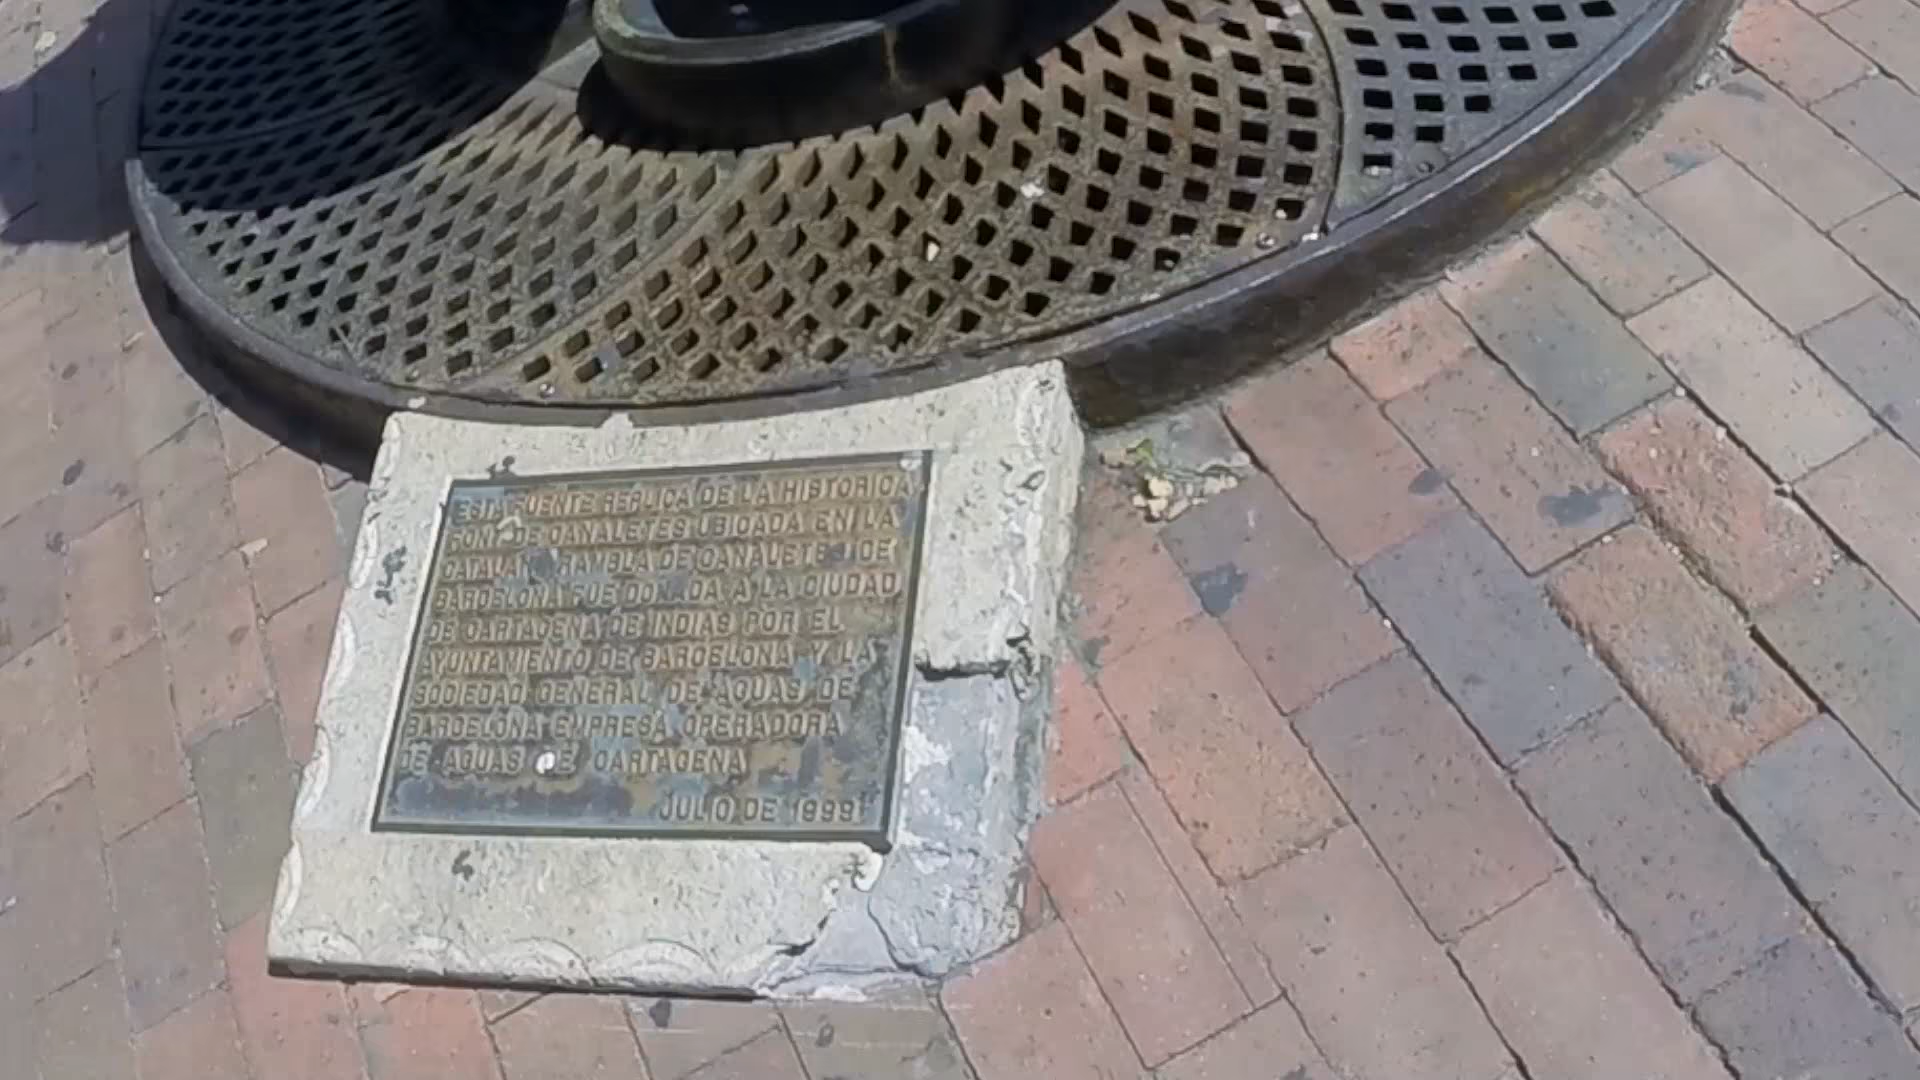 ESTA FUENTE REPLICA DE LA HISTORICA
FONT DE CANALETES UBICADA EN LA
CATALANA RAMBLA DE CANALETES DE
BARCELONA FUE DONADA A LA CIUDAD
DE CARTAGENA DE INDIAS POR EL
AYUNTAMIENTO DE BARCELONA Y LA
SOCIEDAD GENERAL DE AGUAS DE
BARCELONA EMPRESA OPERADORA
DE AGUAS DE CARTAGENA
JULIO DE 1999